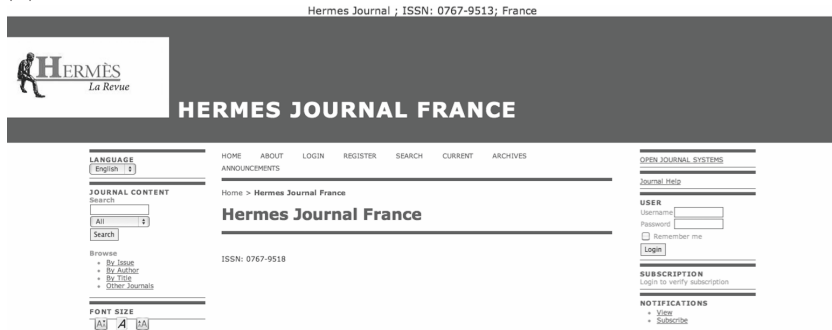 Hermes Journal ; ISSN: 0767-9513; France
HERMÈS
La Revue
HERMES JOURNAL FRANCE
LANGUAGE
English
JOURNAL CONTENT
Search
All
Search
Browse
By Issue
By Author
By Title
Other Journals
FONT SIZE
A A A
HOME ABOUT LOGIN REGISTER SEARCH CURRENT ARCHIVES
ANNOUNCEMENTS
Home > Hermes Journal France
Hermes Journal France
ISSN: 0767-9518
OPEN JOURNAL SYSTEMS
Journal Help
USER
Username
Password
Remember me
Login
SUBSCRIPTION
Login to verify subscription
NOTIFICATIONS
View
Subscribe